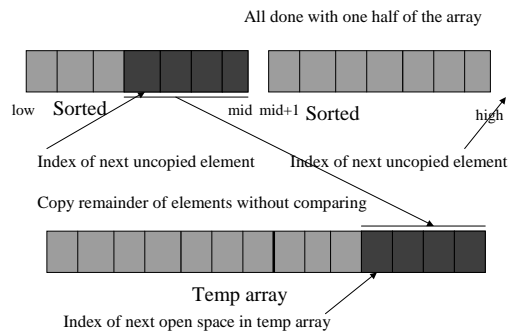 All done with one half of the array
low Sorted mid mid+1 Sorted high
Index of next uncopied element Index of next uncopied element
Copy remainder of elements without comparing
Temp array
Index of next open space in temp array